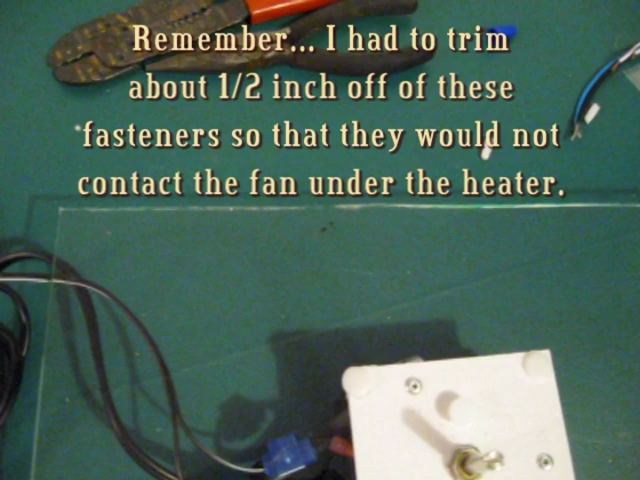 Remember... I had to trim
about 1/2 inch off of these
fasteners so that they would not
contact the fan under the heater.